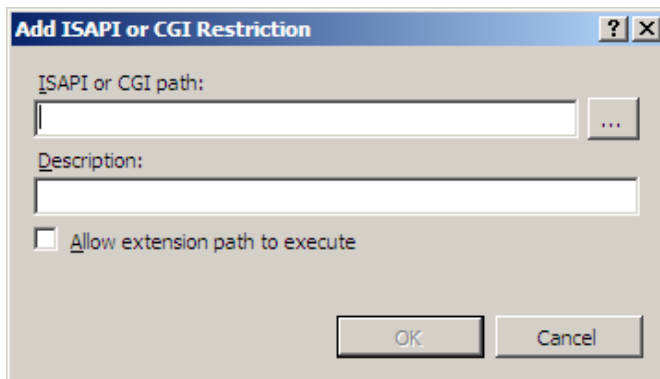 Add ISAPI or CGI Restriction
ISAPI or CGI path:
...
Description:
Allow extension path to execute
OK Cancel